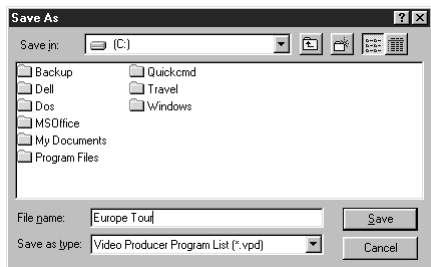 Save As
Save in: (C:)
Backup Quickcmd
Dell Travel
Dos Windows
MSOffice
My Documents
Program Files
File name: Europe Tour Save
Save as type: Video Producer Program List (*.vpd) Cancel